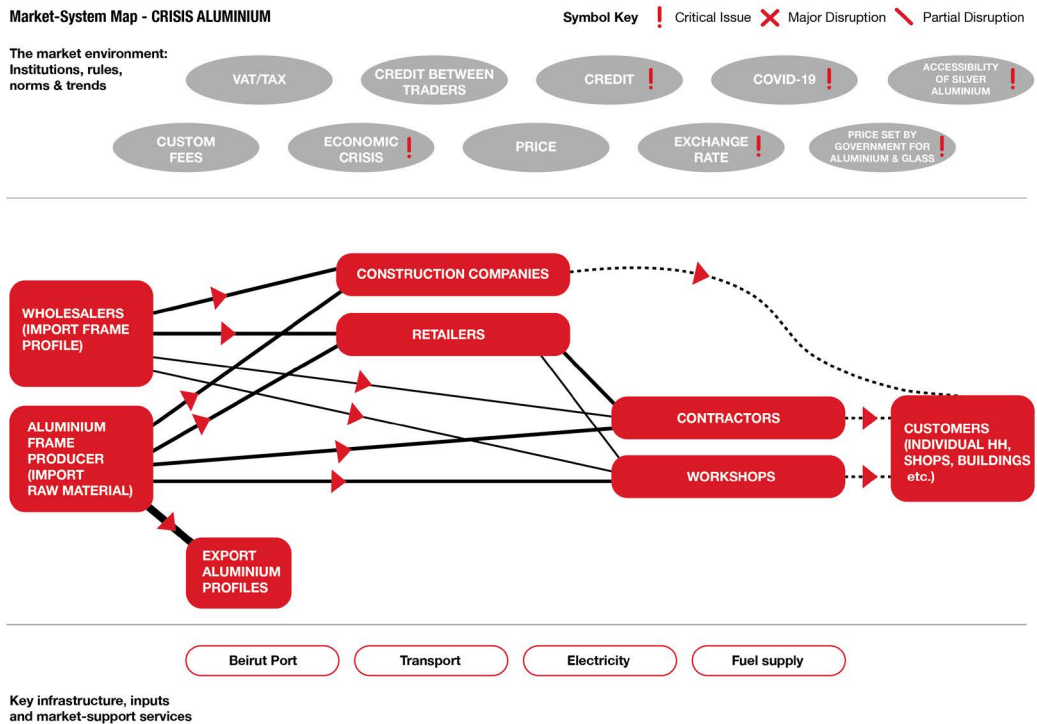 Market-System Map - CRISIS ALUMINIUM
Symbol Key
Critical Issue
Major Disruption
Partial Disruption
The market environment:
Institutions, rules,
norms & trends
VAT/TAX
CREDIT BETWEEN
TRADERS
CREDIT
COVID-19
ACCESSIBILITY
OF SILVER
ALUMINIUM
CUSTOM
FEES
ECONOMIC
CRISIS
PRICE
EXCHANGE
RATE
PRICE SET BY
GOVERNMENT FOR
ALUMINIUM & GLASS
WHOLESALERS
(IMPORT FRAME
PROFILE)
CONSTRUCTION COMPANIES
RETAILERS
ALUMINIUM
FRAME
PRODUCER
(IMPORT
RAW MATERIAL)
CONTRACTORS
WORKSHOPS
CUSTOMERS
(INDIVIDUAL HH,
SHOPS, BUILDINGS
etc.)
EXPORT
ALUMINIUM
PROFILES
Beirut Port
Transport
Electricity
Fuel supply
Key infrastructure, inputs
and market-support services